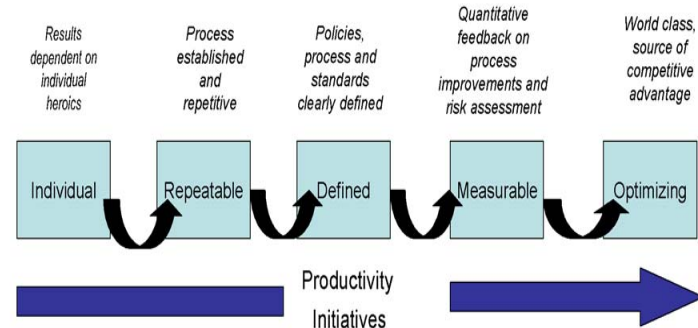 Results
dependent on
individual
heroics
Process
established
and
repetitive
Policies,
process and
standards
clearly defined
Quantitative
feedback on
process
improvements and
risk assessment
World class,
source of
competitive
advantage
Individual
Repeatable
Defined
Measurable
Optimizing
Productivity
Initiatives